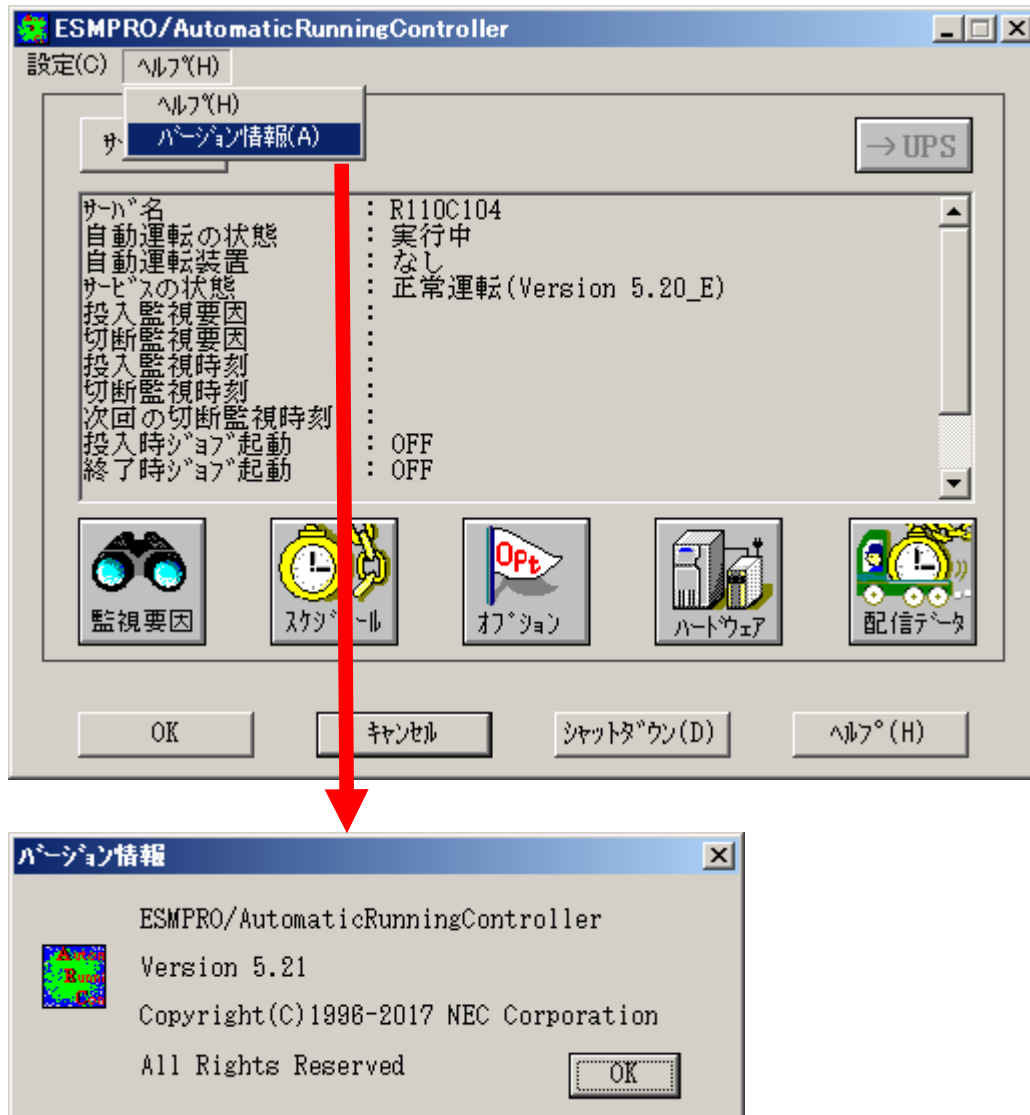 ESMPRO/AutomaticRunningController
設定(C) ﾍﾙﾌﾟ(H)
ﾍﾙﾌﾟ(H)
ﾊﾞｰｼﾞｮﾝ情報(A)
→UPS
ｻｰﾊﾞ名 : R110C104
自動運転の状態 : 実行中
自動運転装置 : なし
ｻｰﾋﾞｽの状態 : 正常運転(Version 5.20_E)
投入監視要因 :
切断監視要因 :
投入監視時刻 :
切断監視時刻 :
次回の切断監視時刻 :
投入時ｼﾞｮﾌﾞ起動 : OFF
終了時ｼﾞｮﾌﾞ起動 : OFF
OPt
監視要因 ｽｹｼﾞｭｰﾙ ｵﾌﾟｼｮﾝ ﾊｰﾄﾞｳｪｱ 配信ﾃﾞｰﾀ
OK ｷｬﾝｾﾙ ｼｬｯﾄﾀﾞｳﾝ(D) ﾍﾙﾌﾟ(H)
ﾊﾞｰｼﾞｮﾝ情報
ESMPRO/AutomaticRunningController
Version 5.21
Copyright(C)1996-2017 NEC Corporation
All Rights Reserved
OK